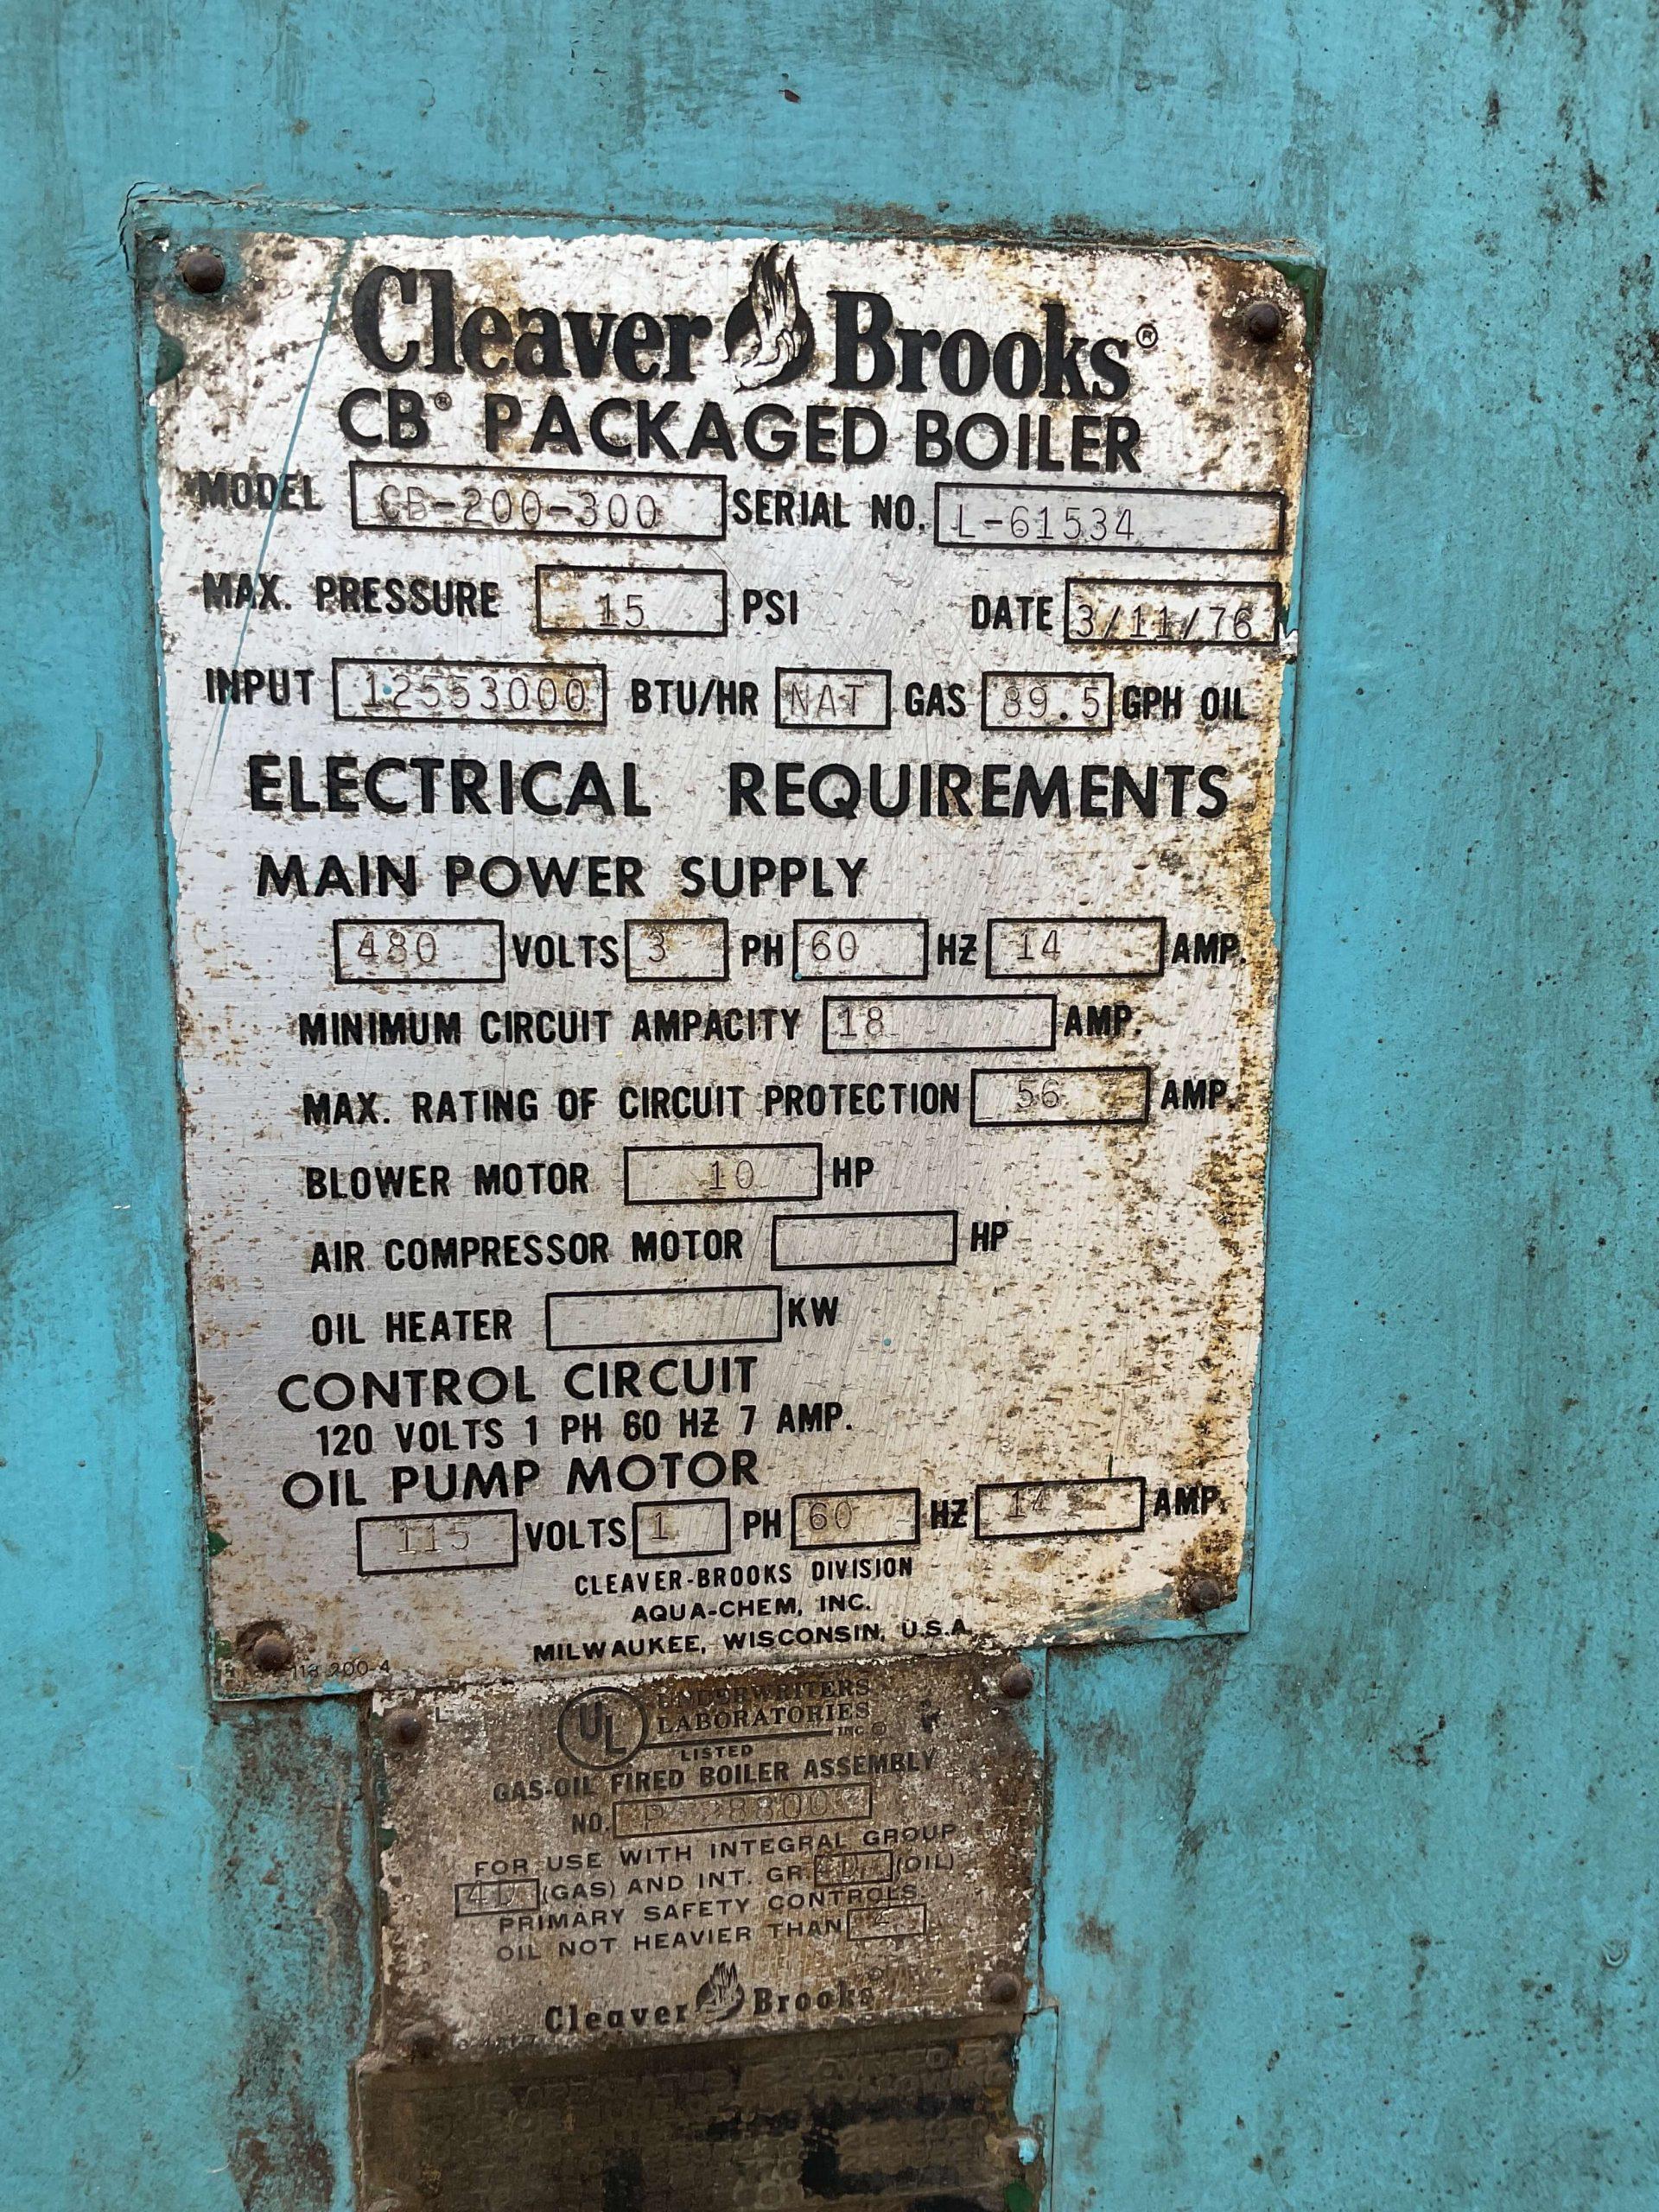 Cleaver Brooks®
CB® PACKAGED BOILER
MODEL CB-200-300 SERIAL NO. L-61534
MAX. PRESSURE 15 PSI DATE 3/11/76
INPUT 12553000 BTU/HR NAT GAS 89.5 GPH OIL
ELECTRICAL REQUIREMENTS
MAIN POWER SUPPLY
480 VOLTS 3 PH 60 HZ 14 AMP.
MINIMUM CIRCUIT AMPACITY 18 AMP.
MAX. RATING OF CIRCUIT PROTECTION 56 AMP.
BLOWER MOTOR 10 HP
AIR COMPRESSOR MOTOR HP
OIL HEATER KW
CONTROL CIRCUIT
120 VOLTS 1 PH 60 HZ 7 AMP.
OIL PUMP MOTOR
115 VOLTS 1 PH 60 HZ AMP.
CLEAVER-BROOKS DIVISION
AQUA-CHEM, INC.
MILWAUKEE, WISCONSIN, U.S.A.
118 200 4
UL UNDERWRITERS
LABORATORIES
INC ®
LISTED
GAS-OIL FIRED BOILER ASSEMBLY
NO.
FOR USE WITH INTEGRAL GROUP
4D (GAS) AND INT. GR. (OIL)
PRIMARY SAFETY CONTROLS.
OIL NOT HEAVIER THAN
Cleaver Brooks